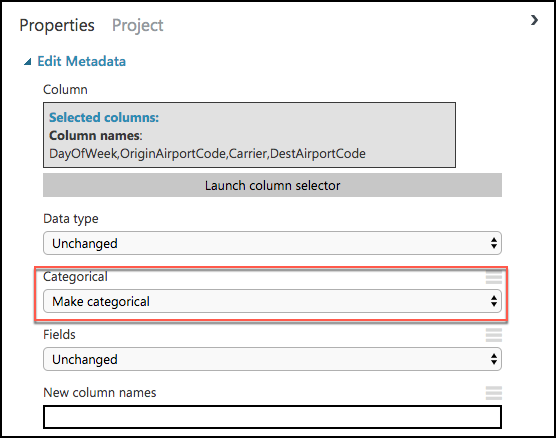 Properties Project
Edit Metadata
Column
Selected columns:
Column names:
DayOfWeek,OriginAirportCode,Carrier,DestAirportCode
Launch column selector
Data type
Unchanged
Categorical
Make categorical
Fields
Unchanged
New column names